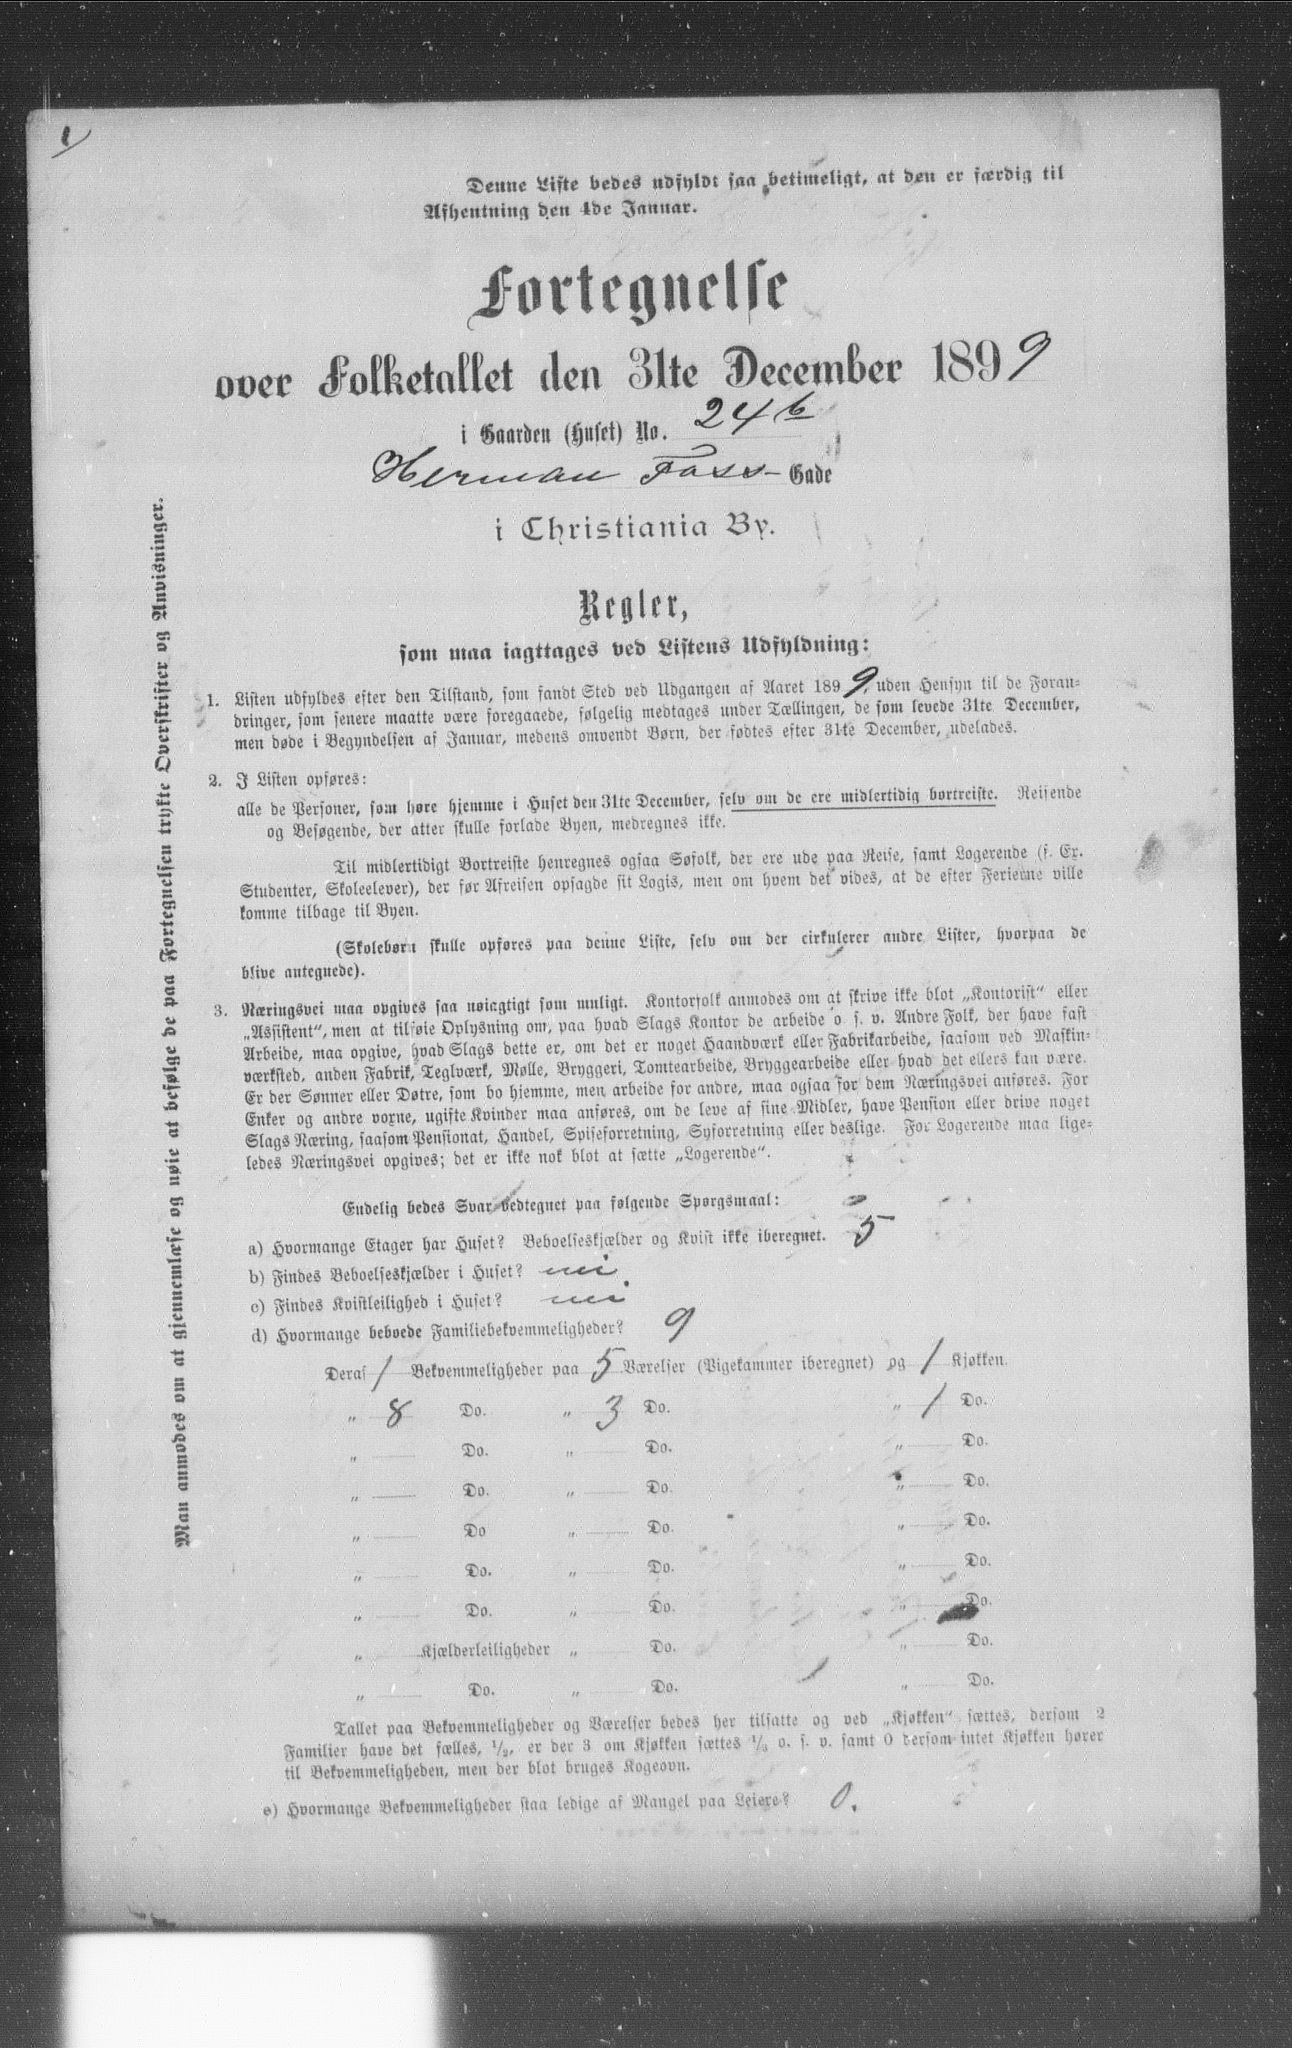 1
Denne Liste bedes udfyldt saa betimeligt, at den er færdig til
Afhentning den 4de Januar.
Fortegnelse
over Folketallet den 31te December 1899
i Gaarden (Huset) No. 24 b
Herman Foss- Gade
i Christiania By.
Regler,
som maa iagttages ved Listens Udfyldning:
1. Listen udfyldes efter den Tilstand, som fandt Sted ved Udgangen af Aaret 1899, uden Hensyn til de Foran-
dringer, som senere maatte være foregaaede, følgelig medtages under Tællingen, de som levede 31te December,
men døde i Begyndelsen af Januar, medens omvendt Børn, der fødtes efter 31te December, udelades.
2. I Listen opføres:
alle de Personer, som høre hjemme i Huset den 31te December, selv om de ere midlertidig bortreiste. Reisende
og Besøgende, der atter skulle forlade Byen, medregnes ikke.
Til midlertidigt Bortreiste henregnes ogsaa Søfolk, der ere ude paa Reise, samt Logerende (f. Ex.
Studenter, Skoleelever), der før Afreisen opsagde sit Logis, men om hvem det vides, at de efter Ferierne ville
komme tilbage til Byen.
(Skolebørn skulle opføres paa denne Liste, selv om der cirkulerer andre Lister, hvorpaa de
blive antegnede).
3. Næringsvei maa opgives saa nøiagtigt som muligt. Kontorfolk anmodes om at skrive ikke blot „Kontorist“ eller
„Assistent“, men at tilføie Oplysning om, paa hvad Slags Kontor de arbeide o s. v. Andre Folk, der have fast
Arbeide, maa opgive, hvad Slags dette er, om det er noget Haandværk eller Fabrikarbeide, saasom ved Maskin-
værksted, anden Fabrik, Teglværk, Mølle, Bryggeri, Tomtearbeide, Bryggearbeide eller hvad det ellers kan være.
Er der Sønner eller Døtre, som bo hjemme, men arbeide for andre, maa ogsaa for dem Næringsvei anføres. For
Enker og andre voxne, ugifte Kvinder maa anføres, om de leve af sine Midler, have Pension eller drive noget
Slags Næring, saasom Pensionat, Handel, Spiseforretning, Syforretning eller deslige. For Logerende maa lige-
ledes Næringsvei opgives; det er ikke nok blot at sætte „Logerende“.
Endelig bedes Svar vedtegnet paa følgende Spørgsmaal:
a) Hvormange Etager har Huset? Beboelseskjælder og Kvist ikke iberegnet. 5
b) Findes Beboelseskjælder i Huset? nei
c) Findes Kvistleilighed i Huset? nei
d) Hvormange beboede Familiebekvemmeligheder? 9
Deraf 1 Bekvemmeligheder paa 5 Værelser (Pigekammer iberegnet) og 1 Kjøkken.
„ 8 Do. „ 3 Do. „ 1 Do.
„ Do. „ Do. „ Do.
„ Do. „ Do. „ Do.
„ Do „ Do. „ Do.
„ Do. „ Do. „ Do.
„ Do. „ Do. „ Do.
„ Kjælderleiligheder „ Do. „ Do.
„ Do. „ Do. „ Do.
Tallet paa Bekvemmeligheder og Værelser bedes her tilsatte og ved „Kjøkken“ sættes, dersom 2
Familier have det fælles, 1/2, er der 3 om Kjøkken sættes 1/3 o. s. v. samt 0 dersom intet Kjøkken hører
til Bekvemmeligheden, men der blot bruges Kogeovn.
e) Hvormange Bekvemmeligheder staa ledige af Mangel paa Leiere? 0.
Man anmodes om at gjennemlæse og nøie at befølge de paa Fortegnelsen trykte Overskrifter og Anvisninger.